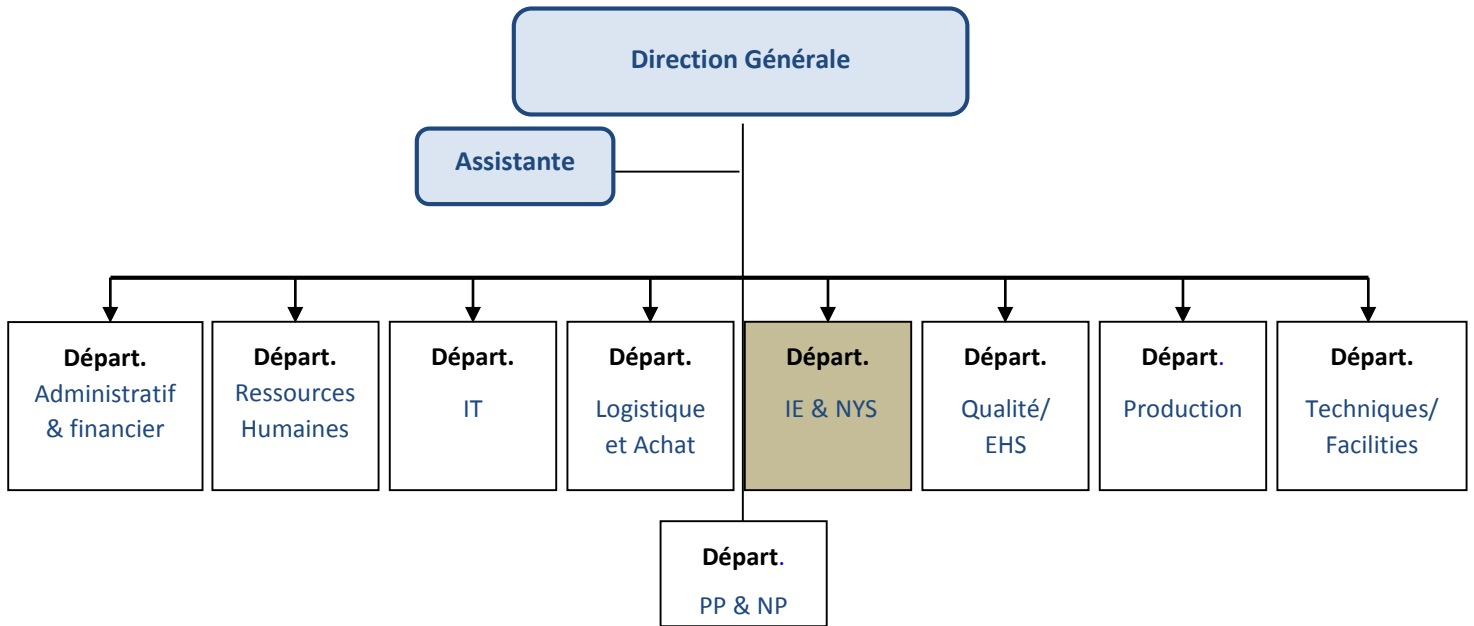 Direction Générale
Assistante
Départ.
Administratif
& financier
Départ.
Ressources
Humaines
Départ.
IT
Départ.
Logistique
et Achat
Départ.
IE & NYS
Départ.
Qualité/
EHS
Départ.
Production
Départ.
Techniques/
Facilities
Départ.
PP & NP